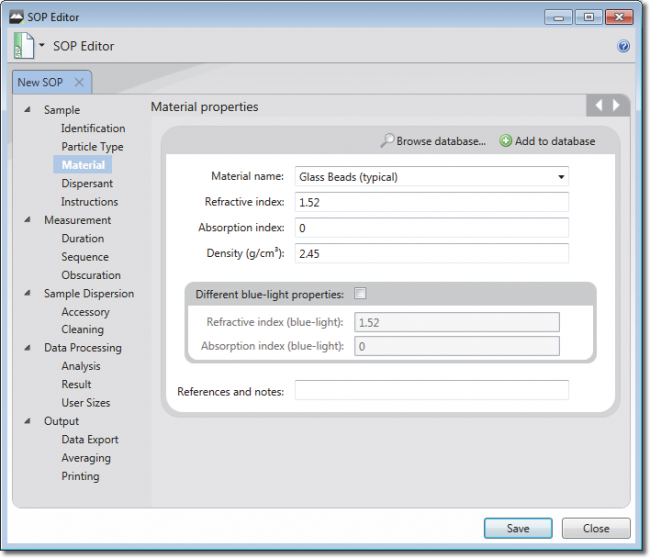 SOP Editor
SOP Editor
New SOP
Sample
Identification
Particle Type
Material
Dispersant
Instructions
Measurement
Duration
Sequence
Obscuration
Sample Dispersion
Accessory
Cleaning
Data Processing
Analysis
Result
User Sizes
Output
Data Export
Averaging
Printing
Material properties
Browse database... Add to database
Material name: Glass Beads (typical)
Refractive index: 1.52
Absorption index: 0
Density (g/cm³): 2.45
Different blue-light properties:
Refractive index (blue-light): 1.52
Absorption index (blue-light): 0
References and notes:
Save Close